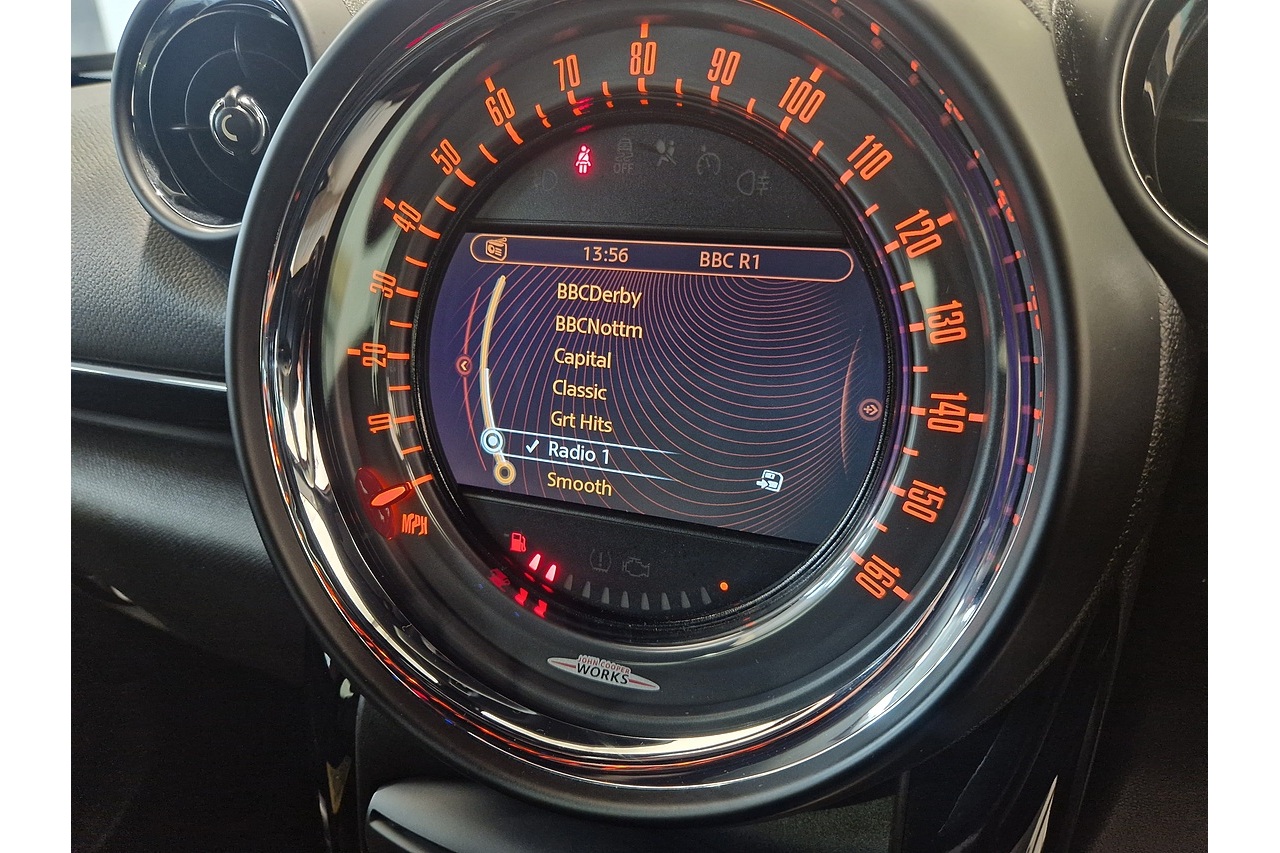 80
70
90
60
100
50
110
OFF
40
120
13:56 BBC R1
30
BBCDerby
130
BBCNottm
20
Capital
Classic
140
10
Grt Hits
Radio 1
Smooth
150
MPH
160
JOHN COOPER
WORKS